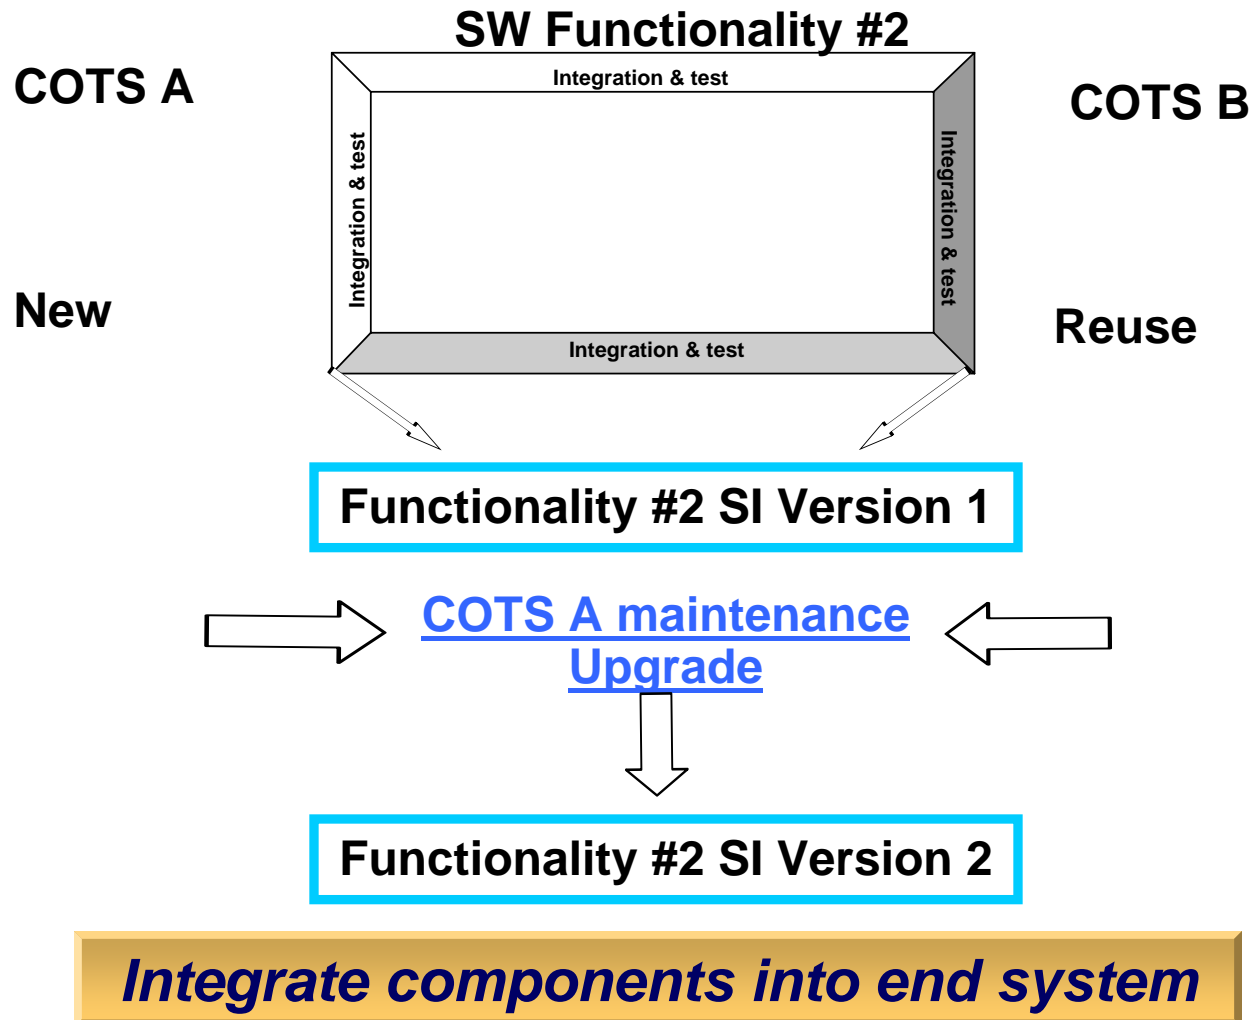 SW Functionality #2
COTS A
Integration & test
COTS B
Integration & test
Integration & test
New
Reuse
Integration & test
Functionality #2 SI Version 1
COTS A maintenance
Upgrade
Functionality #2 SI Version 2
Integrate components into end system